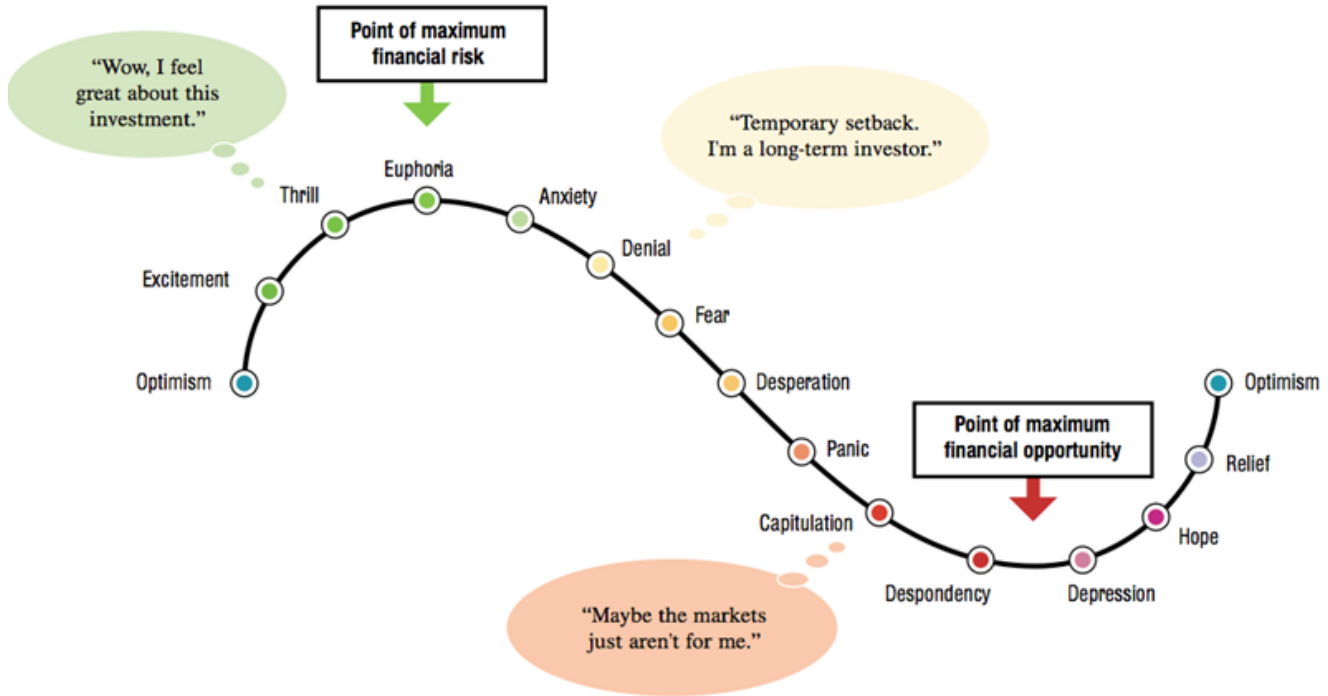 Point of maximum
financial risk
“Wow, I feel
great about this
investment.”
“Temporary setback.
I'm a long-term investor.”
Euphoria
Thrill
Anxiety
Denial
Excitement
Fear
Optimism
Desperation
Optimism
Point of maximum
financial opportunity
Panic
Relief
Capitulation
Hope
Despondency
Depression
“Maybe the markets
just aren't for me.”